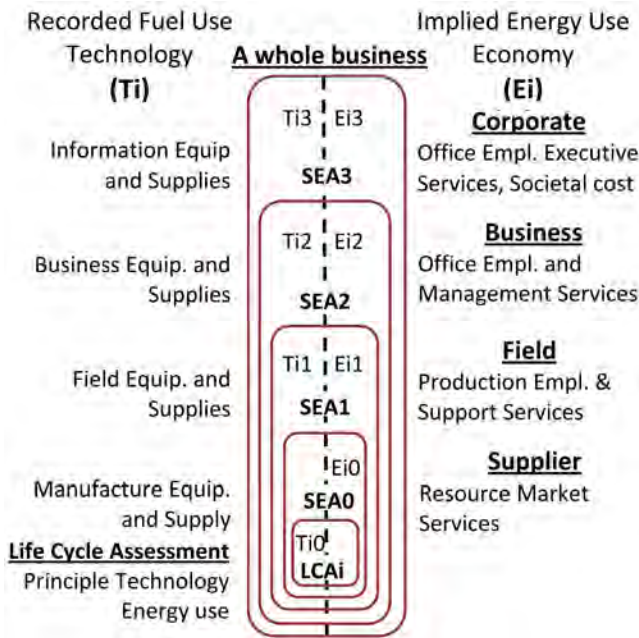 Recorded Fuel Use
Technology
(Ti)
A whole business
Implied Energy Use
Economy
(Ei)
Ti3 Ei3
Corporate
Information Equip
and Supplies
Office Empl. Executive
Services, Societal cost
SEA3
Ti2 Ei2
Business
Business Equip. and
Supplies
Office Empl. and
Management Services
SEA2
Ti1 Ei1
Field
Field Equip. and
Supplies
Production Empl. &
Support Services
SEA1
Ei0
Supplier
Manufacture Equip.
and Supply
Resource Market
Services
SEA0
Life Cycle Assessment
Principle Technology
Energy use
Ti0
LCAi